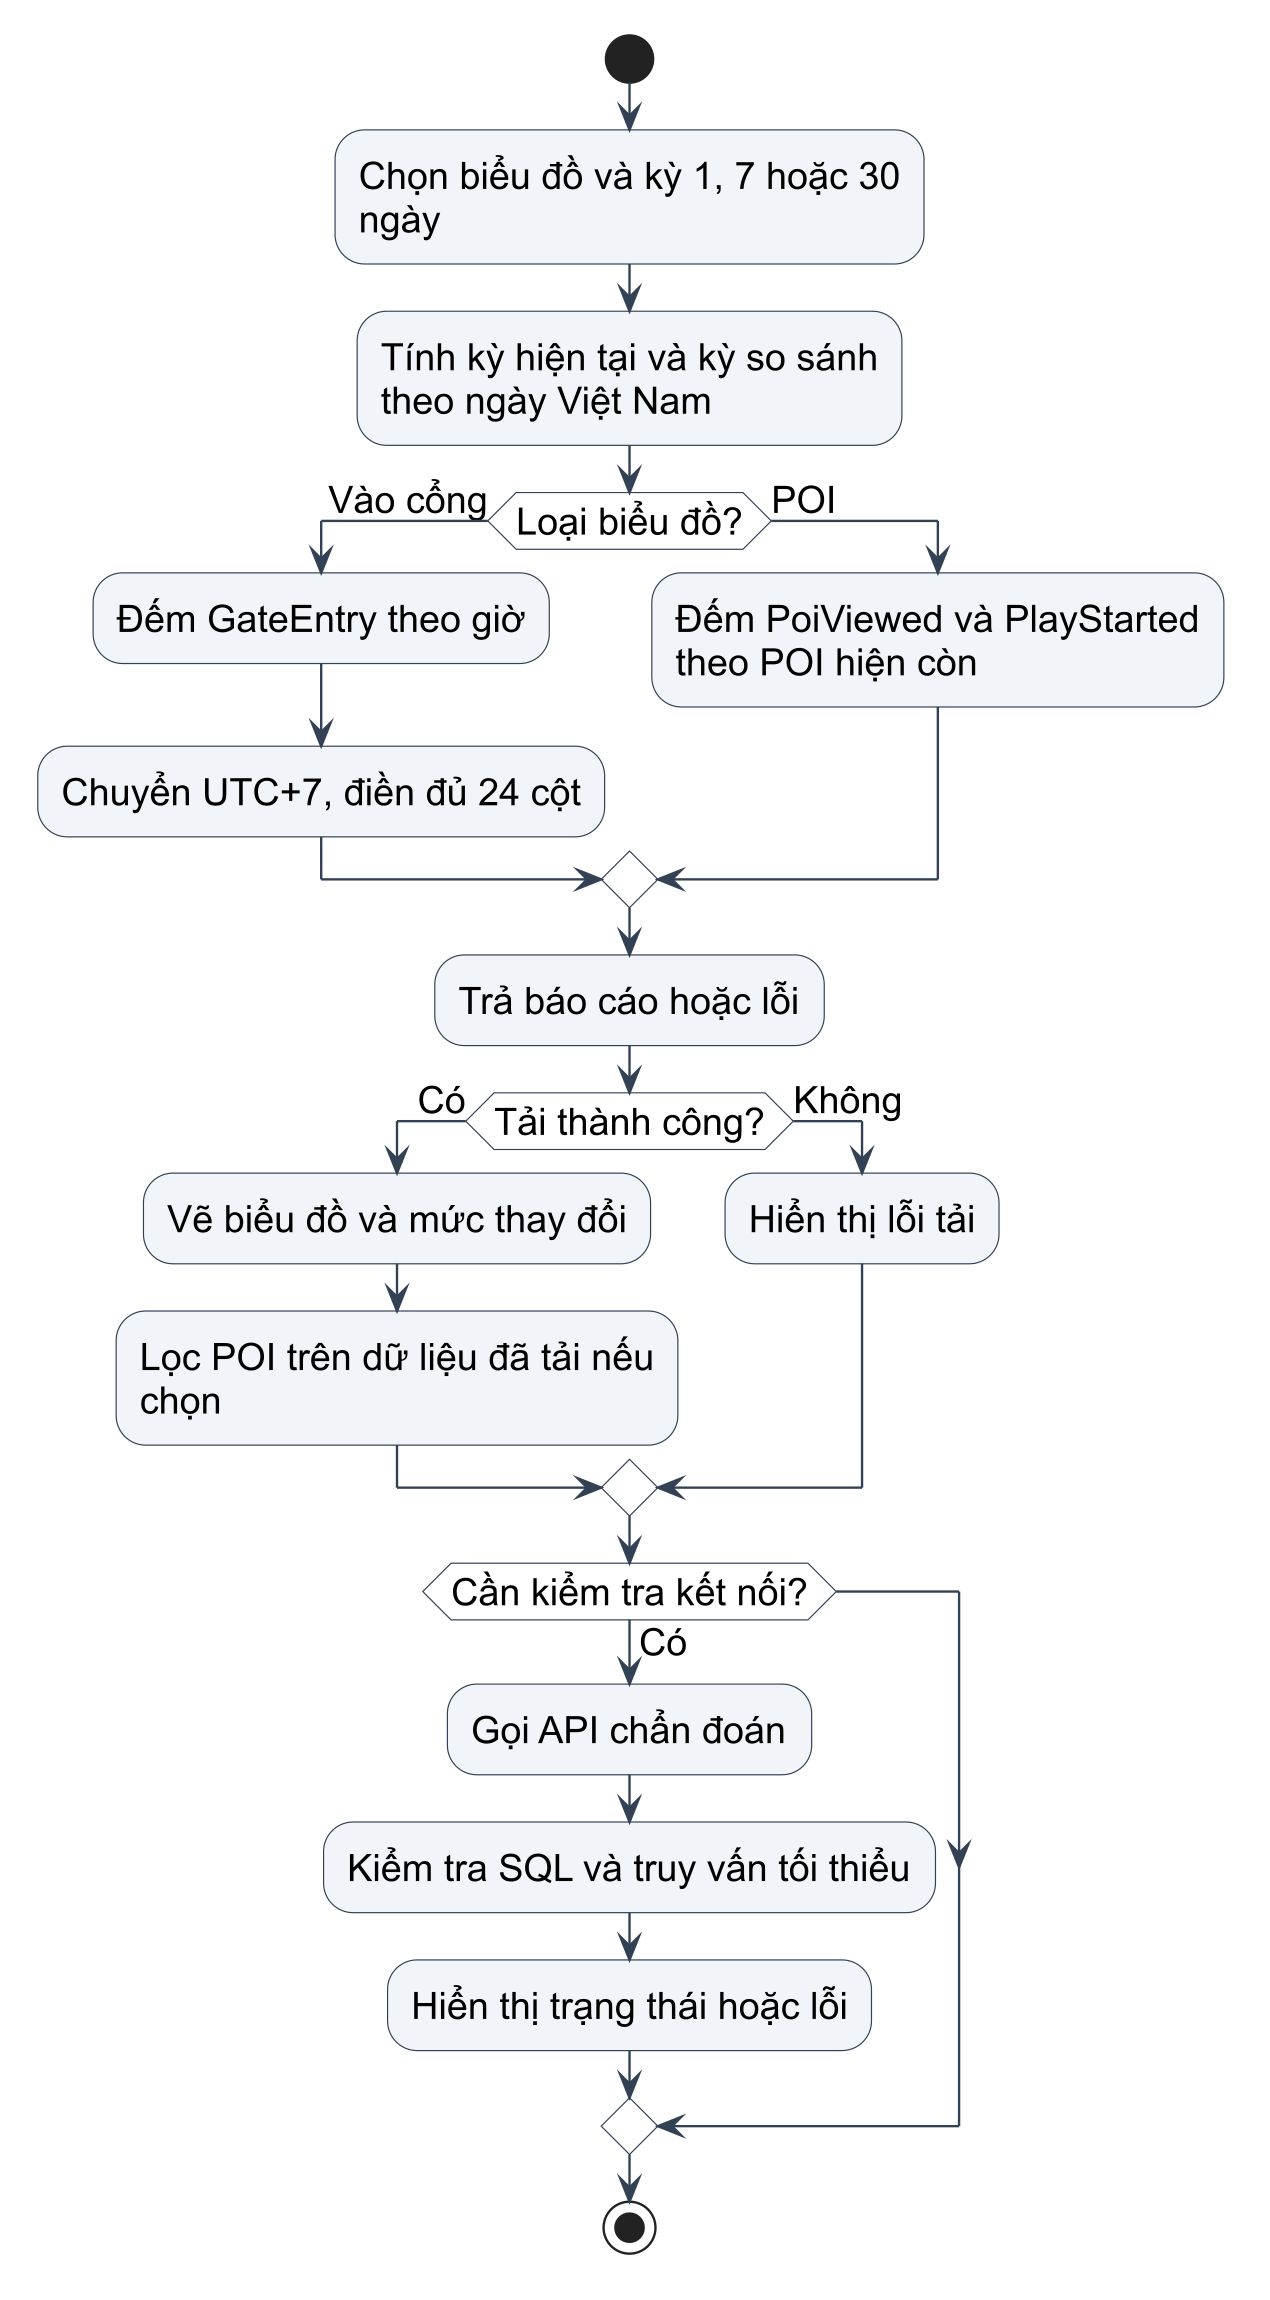 Chọn biểu đồ và kỳ 1, 7 hoặc 30
ngày
Tính kỳ hiện tại và kỳ so sánh
theo ngày Việt Nam
Vào cổng
Loại biểu đồ?
POI
Đếm GateEntry theo giờ
Đếm PoiViewed và PlayStarted
theo POI hiện còn
Chuyển UTC+7, điền đủ 24 cột
Trả báo cáo hoặc lỗi
Có
Tải thành công?
Không
Vẽ biểu đồ và mức thay đổi
Hiển thị lỗi tải
Lọc POI trên dữ liệu đã tải nếu
chọn
Cần kiểm tra kết nối?
Có
Gọi API chẩn đoán
Kiểm tra SQL và truy vấn tối thiểu
Hiển thị trạng thái hoặc lỗi